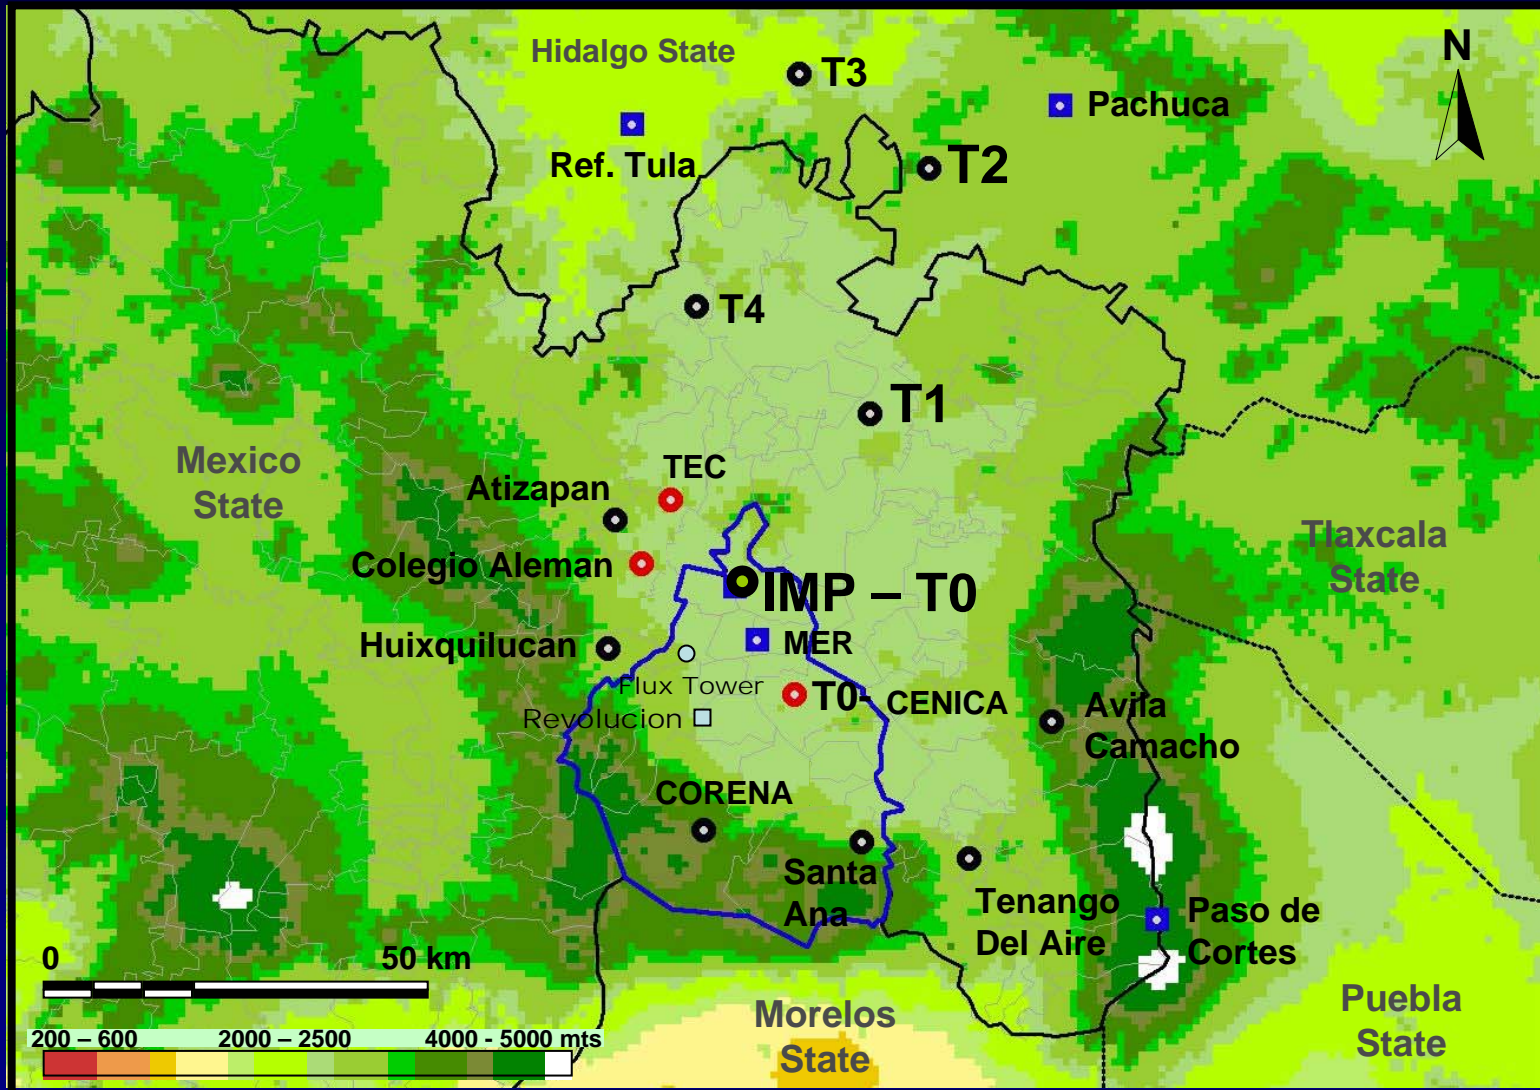 Hidalgo State
N
T3
Pachuca
Ref. Tula
T2
T4
T1
Mexico
State
TEC
Atizapan
Tlaxcala
State
Colegio Aleman
IMP – T0
Huixquilucan
MER
Flux Tower
T0- CENICA
Revolucion
Avila
Camacho
CORENA
Santa
Ana
Tenango
Del Aire
Paso de
Cortes
0 50 km
Puebla
State
Morelos
State
200 – 600 2000 – 2500 4000 - 5000 mts